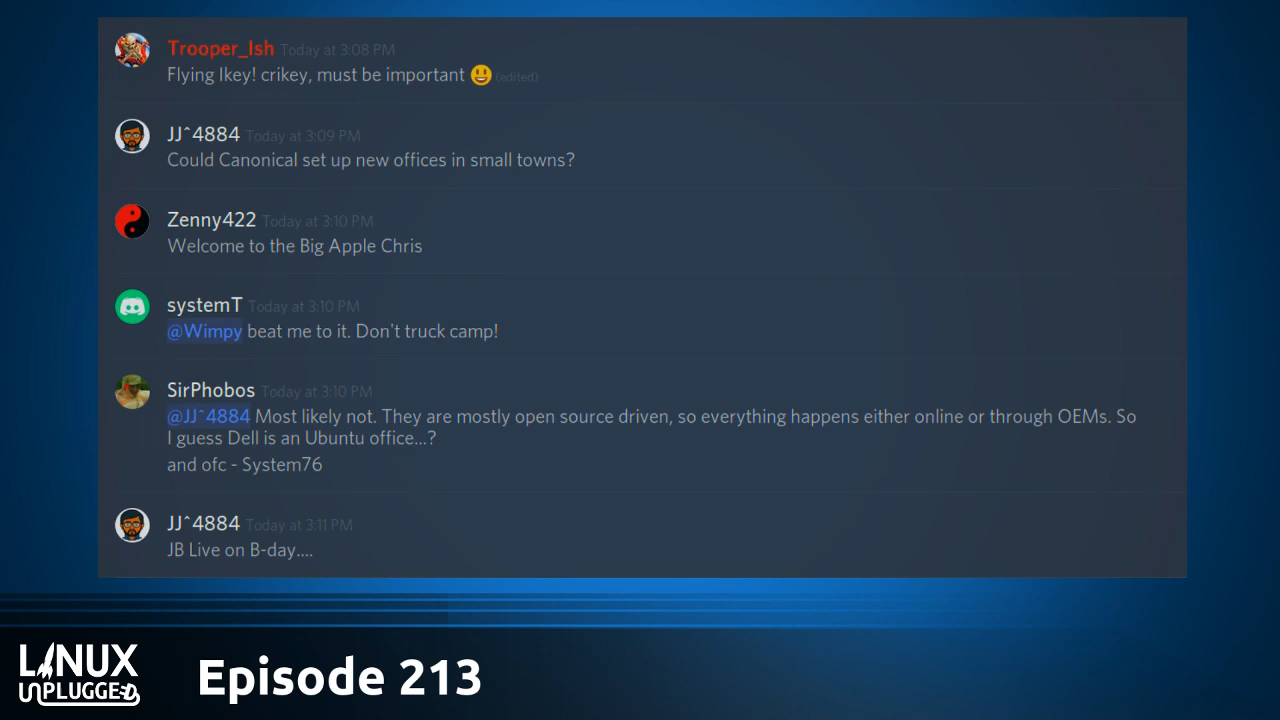 Trooper_Ish Today at 3:08 PM
Flying Ikey! crikey, must be important 😃 (edited)
JJ^4884 Today at 3:09 PM
Could Canonical set up new offices in small towns?
Zenny422 Today at 3:10 PM
Welcome to the Big Apple Chris
systemT Today at 3:10 PM
@Wimpy beat me to it. Don't truck camp!
SirPhobos Today at 3:10 PM
@JJ^4884 Most likely not. They are mostly open source driven, so everything happens either online or through OEMs. So
I guess Dell is an Ubuntu office...?
and ofc - System76
JJ^4884 Today at 3:11 PM
JB Live on B-day....
LINUX
UNPLUGGED
Episode 213